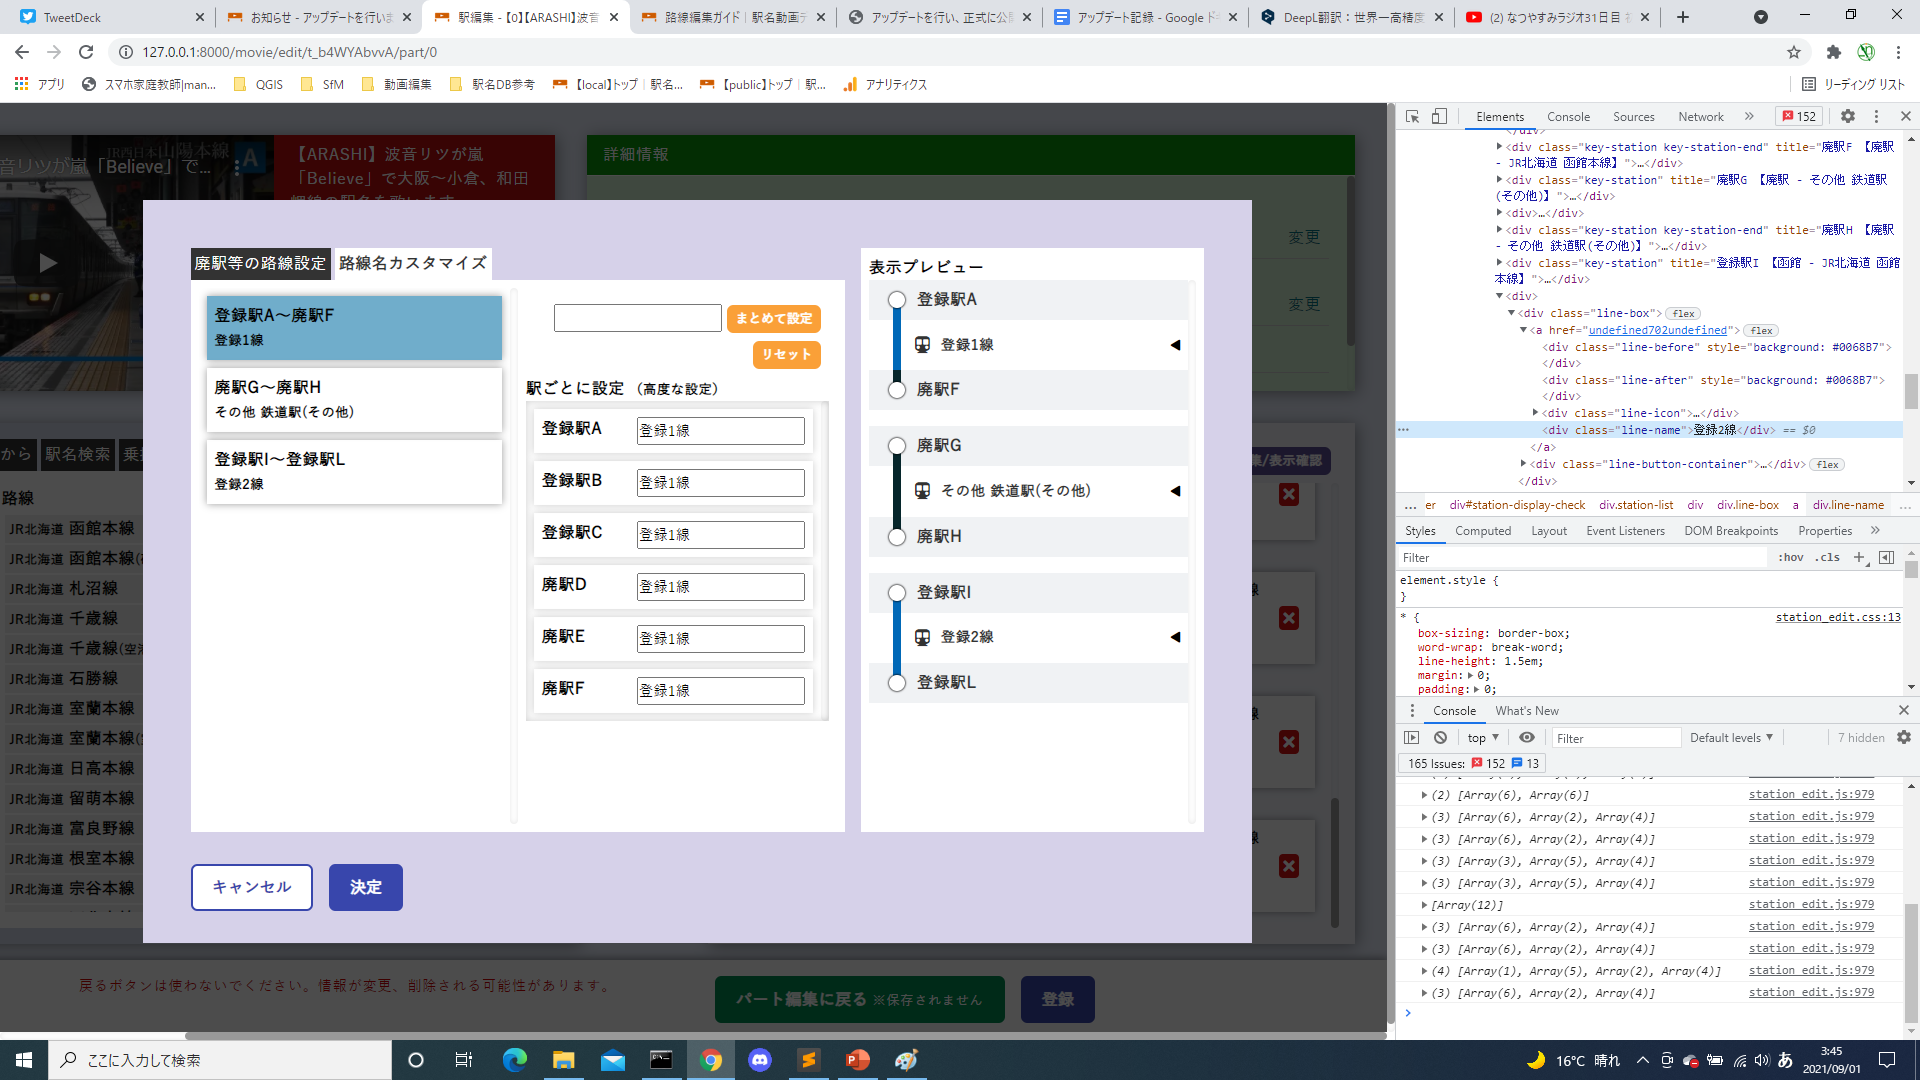 TweetDeck
お知らせ - アップデートを行いま
駅編集 - 【0】【ARASHI】波音
路線編集ガイド | 駅名動画デ
アップデートを行い、正式に公
アップデート記録 - Google ド
DeepL翻訳：世界一高精度
(2) なつやすみラジオ31日目
127.0.0.1:8000/movie/edit/t_b4WYAbvvA/part/0
アプリ
スマホ家庭教師|man...
QGIS
SfM
動画編集
駅名DB参考
【local】トップ | 駅名...
【public】トップ | 駅...
アナリティクス
リーディング リスト
JR西日本山陽本線
音リツが嵐「Believe」で...
【ARASHI】波音リツが嵐
「Believe」で大阪～小倉、和田
詳細情報
変更
変更
から
駅名検索
路線
JR北海道 函館本線
JR北海道 函館本線
JR北海道 札沼線
JR北海道 千歳線
JR北海道 千歳線(空
JR北海道 石勝線
JR北海道 室蘭本線
JR北海道 室蘭本線
JR北海道 日高本線
JR北海道 留萌本線
JR北海道 富良野線
JR北海道 根室本線
JR北海道 宗谷本線
集/表示確認
廃駅等の路線設定
路線名カスタマイズ
登録駅A～廃駅F
登録1線
廃駅G～廃駅H
その他 鉄道駅(その他)
登録駅I～登録駅L
登録2線
まとめて設定
リセット
駅ごとに設定 （高度な設定）
登録駅A 登録1線
登録駅B 登録1線
登録駅C 登録1線
廃駅D 登録1線
廃駅E 登録1線
廃駅F 登録1線
表示プレビュー
登録駅A
登録1線 ◀
廃駅F
廃駅G
その他 鉄道駅(その他) ◀
廃駅H
登録駅I
登録2線 ◀
登録駅L
キャンセル
決定
戻るボタンは使わないでください。情報が変更、削除される可能性があります。
パート編集に戻る ※保存されません
登録
Elements
Console
Sources
Network
152
</div>
<div class="key-station key-station-end" title="廃駅F 【廃駅
- JR北海道 函館本線】">…</div>
<div class="key-station" title="廃駅G 【廃駅 - その他 鉄道駅
(その他)】">…</div>
<div>…</div>
<div class="key-station key-station-end" title="廃駅H 【廃駅
- その他 鉄道駅(その他)】">…</div>
<div class="key-station" title="登録駅I 【函館 - JR北海道 函館
本線】">…</div>
<div>
<div class="line-box"> flex
<a href="undefined702undefined"> flex
<div class="line-before" style="background: #0068B7">
</div>
<div class="line-after" style="background: #0068B7">
</div>
<div class="line-icon">…</div>
<div class="line-name">登録2線</div> == $0
</a>
<div class="line-button-container">…</div> flex
</div>
... er div#station-display-check div.station-list div div.line-box a div.line-name ...
Styles
Computed
Layout
Event Listeners
DOM Breakpoints
Properties
Filter
:hov .cls
element.style {
}
* {
station_edit.css:13
box-sizing: border-box;
word-wrap: break-word;
line-height: 1.5em;
margin: 0;
padding: 0;
Console
What's New
top
Filter
Default levels
7 hidden
165 Issues: 152 13
(2) [Array(6), Array(6)] station_edit.js:979
(3) [Array(6), Array(2), Array(4)] station_edit.js:979
(3) [Array(6), Array(2), Array(4)] station_edit.js:979
(3) [Array(3), Array(5), Array(4)] station_edit.js:979
(3) [Array(3), Array(5), Array(4)] station_edit.js:979
[Array(12)] station_edit.js:979
(3) [Array(6), Array(2), Array(4)] station_edit.js:979
(3) [Array(6), Array(2), Array(4)] station_edit.js:979
(4) [Array(1), Array(5), Array(2), Array(4)] station_edit.js:979
(3) [Array(6), Array(2), Array(4)] station_edit.js:979
ここに入力して検索
16°C 晴れ
あ
3:45
2021/09/01